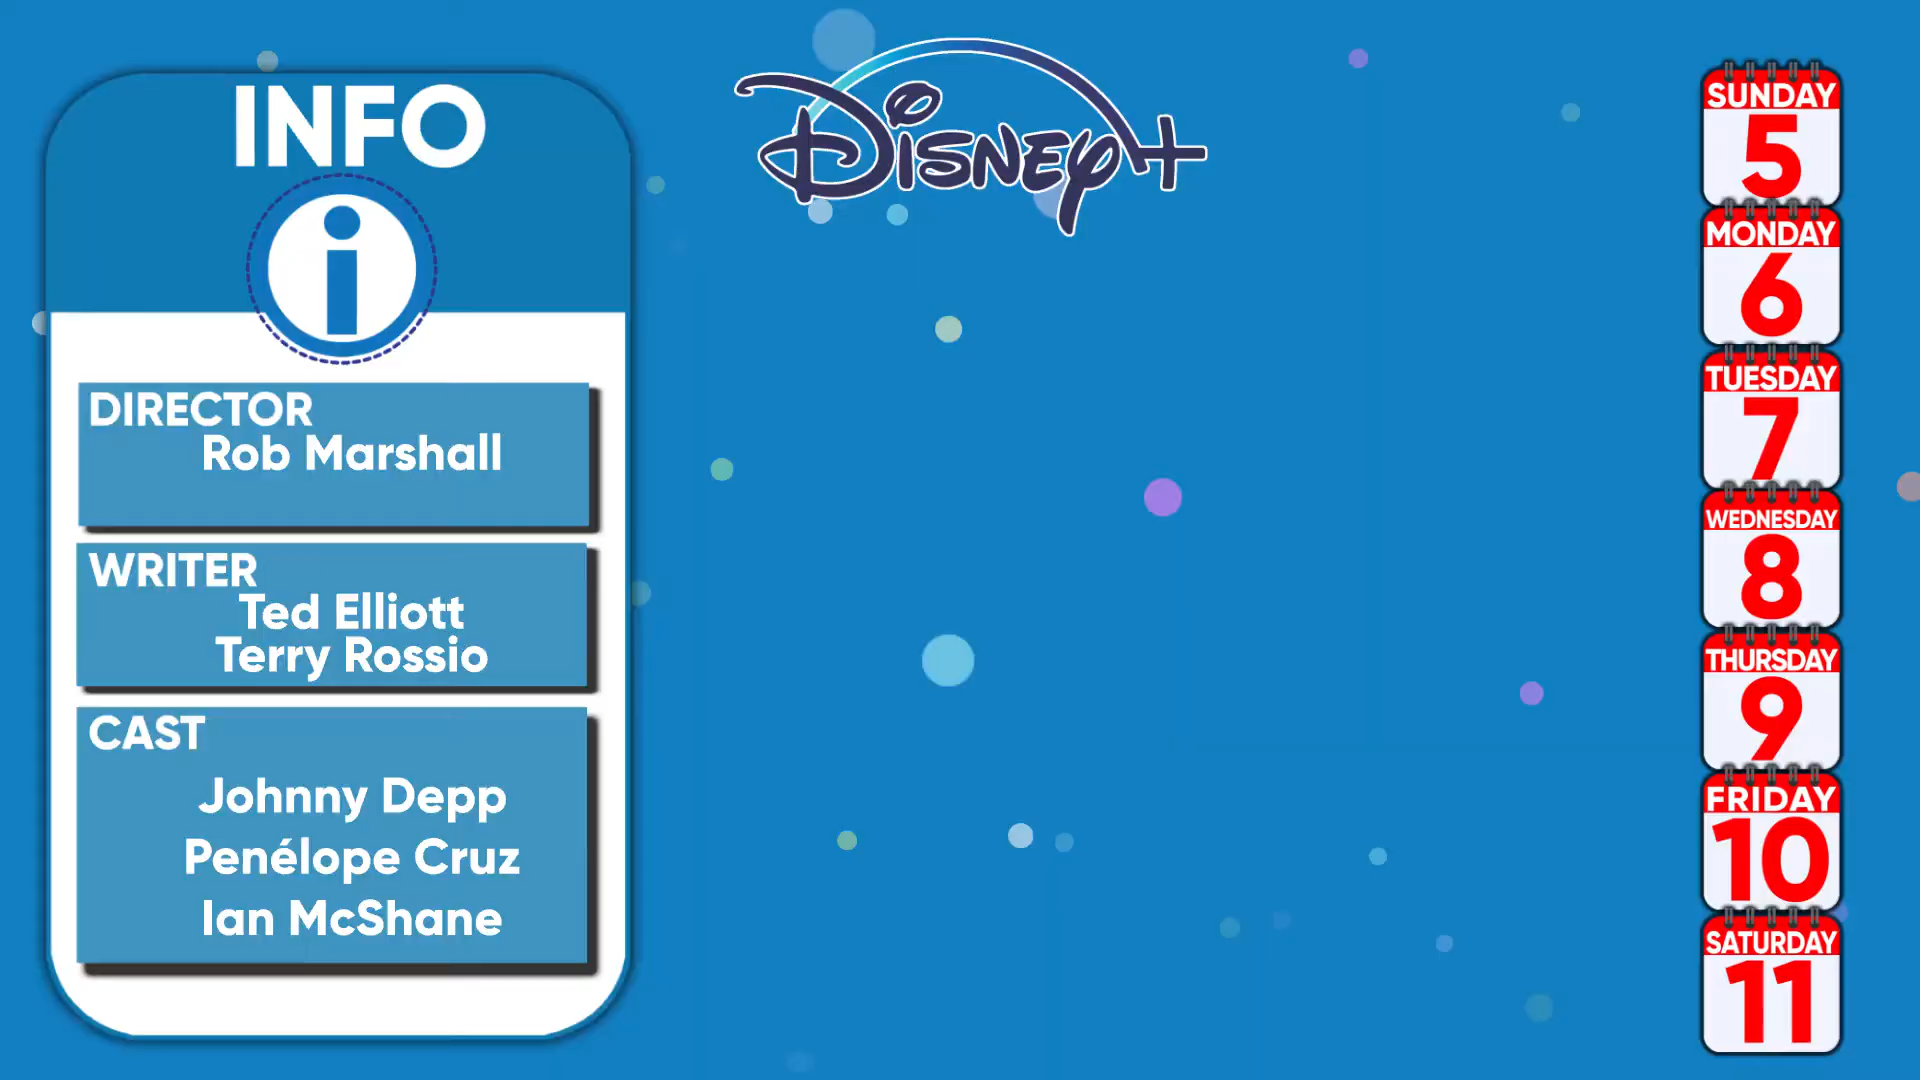 INFO
DIRECTOR
Rob Marshall
WRITER
Ted Elliott
Terry Rossio
CAST
Johnny Depp
Penélope Cruz
Ian McShane
Disney+
SUNDAY
5
MONDAY
6
TUESDAY
7
WEDNESDAY
8
THURSDAY
9
FRIDAY
10
SATURDAY
11